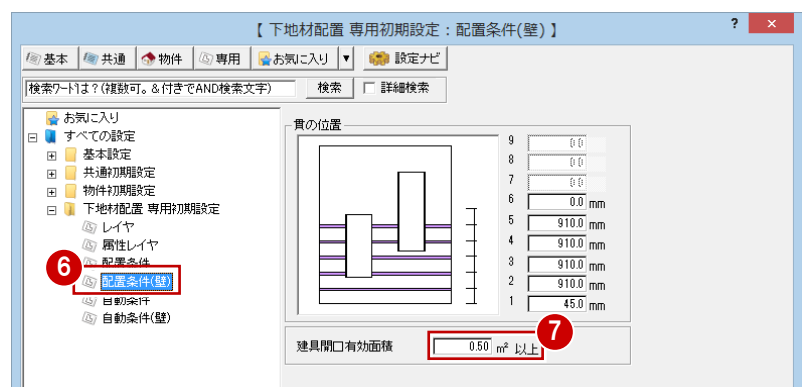 【 下地材配置 専用初期設定：配置条件(壁) 】
? ×
基本 共通 物件 専用 お気に入り ▼ 設定ナビ
[検索ワード]は？(複数可。＆付きでAND検索文字) 検索 詳細検索
お気に入り
すべての設定
基本設定
共通初期設定
物件初期設定
下地材配置 専用初期設定
レイヤ
属性レイヤ
配置条件
6
配置条件(壁)
自動条件
自動条件(壁)
貫の位置
9 0.0
8 0.0
7 0.0
6 0.0 mm
5 910.0 mm
4 910.0 mm
3 910.0 mm
2 910.0 mm
1 45.0 mm
7
建具開口有効面積 0.50 m² 以上